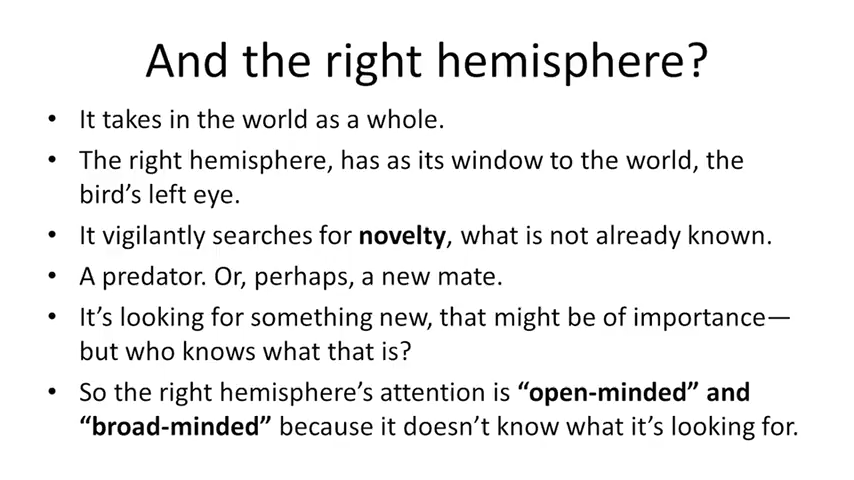 And the right hemisphere?
• It takes in the world as a whole.
• The right hemisphere, has as its window to the world, the
bird’s left eye.
• It vigilantly searches for novelty, what is not already known.
• A predator. Or, perhaps, a new mate.
• It’s looking for something new, that might be of importance—
but who knows what that is?
• So the right hemisphere’s attention is “open-minded” and
“broad-minded” because it doesn’t know what it’s looking for.